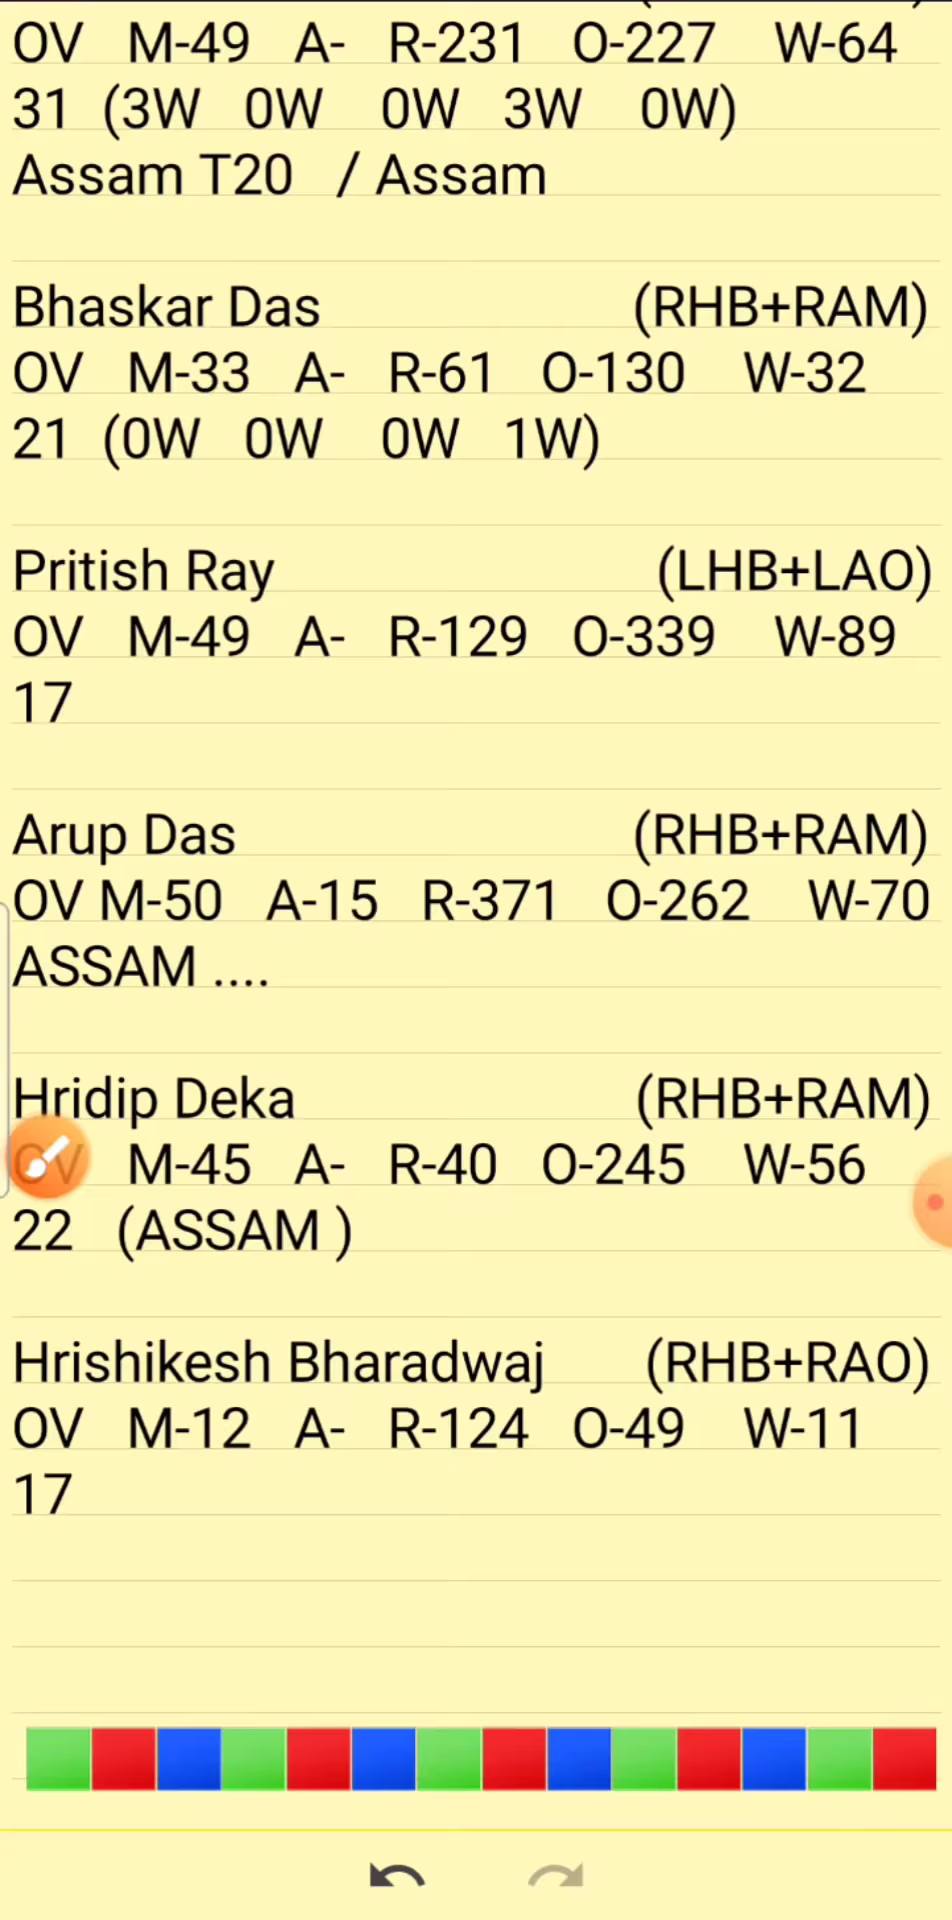 OV M-49 A- R-231 O-227 W-64
31 (3W 0W 0W 3W 0W)
Assam T20 / Assam
Bhaskar Das (RHB+RAM)
OV M-33 A- R-61 O-130 W-32
21 (0W 0W 0W 1W)
Pritish Ray (LHB+LAO)
OV M-49 A- R-129 O-339 W-89
17
Arup Das (RHB+RAM)
OV M-50 A-15 R-371 O-262 W-70
ASSAM ....
Hridip Deka (RHB+RAM)
OV M-45 A- R-40 O-245 W-56
22 (ASSAM )
Hrishikesh Bharadwaj (RHB+RAO)
OV M-12 A- R-124 O-49 W-11
17